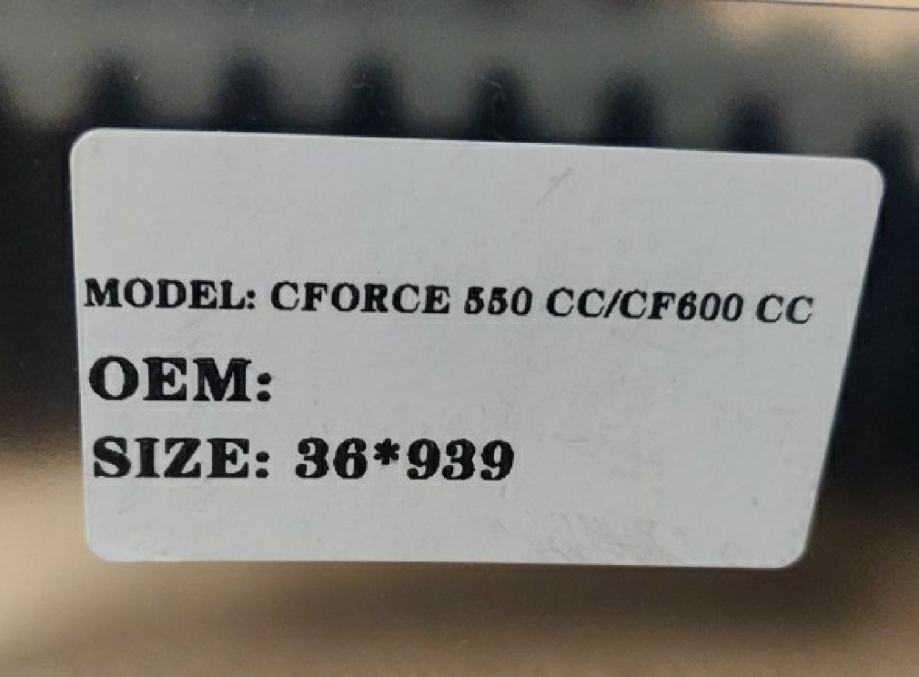 MODEL: CFORCE 550 CC/CF600 CC
OEM:
SIZE: 36*939